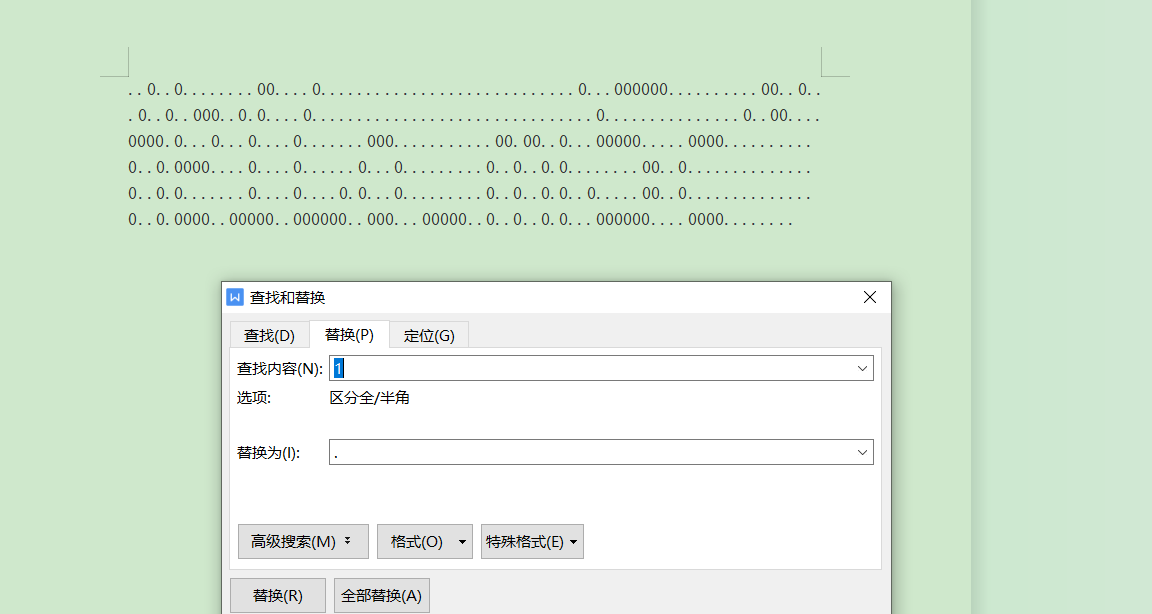 ..0..0........00....0............................0...000000..........00..0..
.0..0..000..0.0....0...............................0...............0..00....
0000.0...0...0....0.......000...........00.00..0...00000.....0000..........
0..0.0000....0....0......0...0.........0..0..0.0........00..0..............
0..0.0.......0....0....0.0...0.........0..0..0.0..0.....00..0..............
0..0.0000..00000..000000..000...00000..0..0..0.0...000000....0000........
查找和替换
查找(D) 替换(P) 定位(G)
查找内容(N): 1
选项: 区分全/半角
替换为(I): .
高级搜索(M) 格式(O) 特殊格式(E)
替换(R) 全部替换(A)